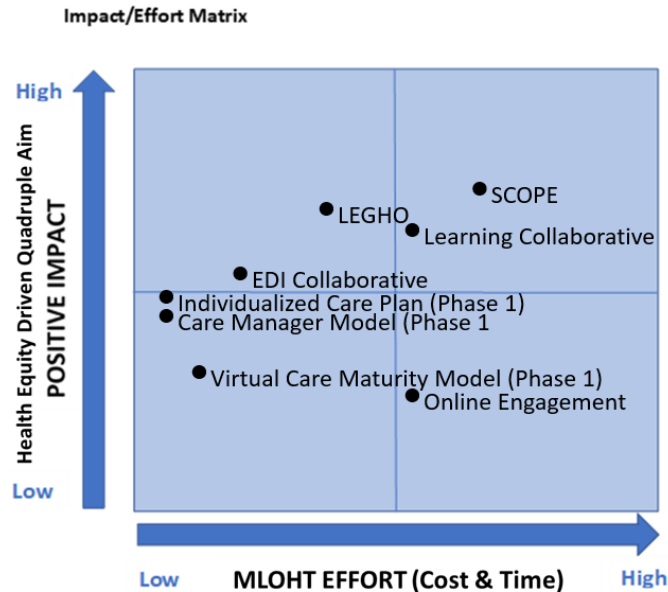 Impact/Effort Matrix
High
Health Equity Driven Quadruple Aim
POSITIVE IMPACT
Low
SCOPE
LEGHO
Learning Collaborative
EDI Collaborative
Individualized Care Plan (Phase 1)
Care Manager Model (Phase 1
Virtual Care Maturity Model (Phase 1)
Online Engagement
Low
MLOHT EFFORT (Cost & Time)
High